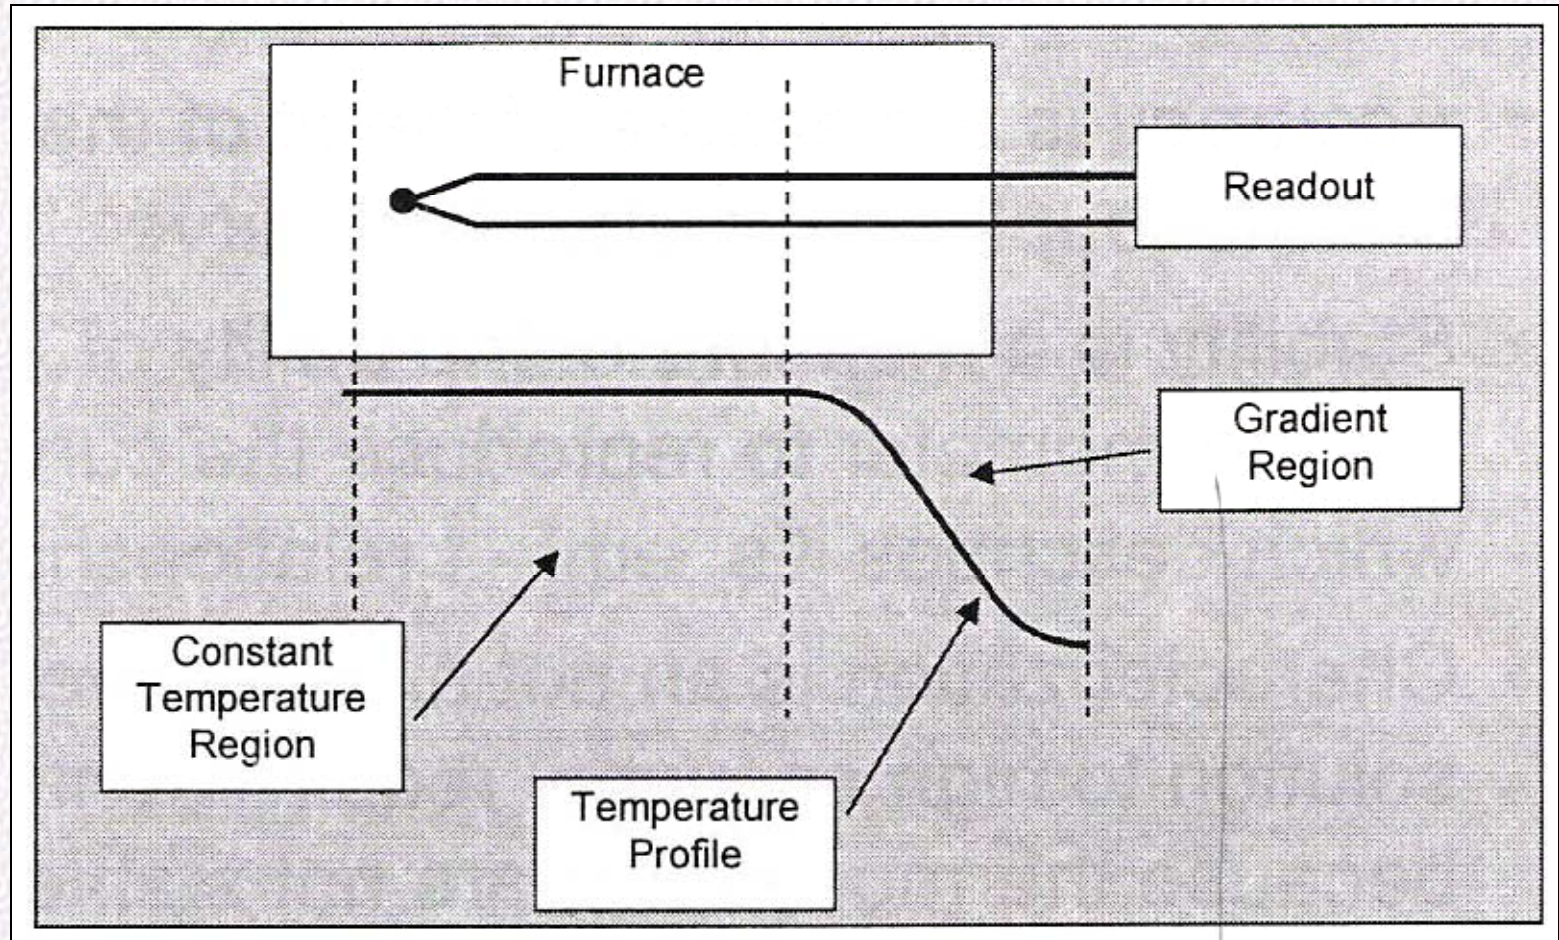 Furnace
Readout
Gradient
Region
Constant
Temperature
Region
Temperature
Profile